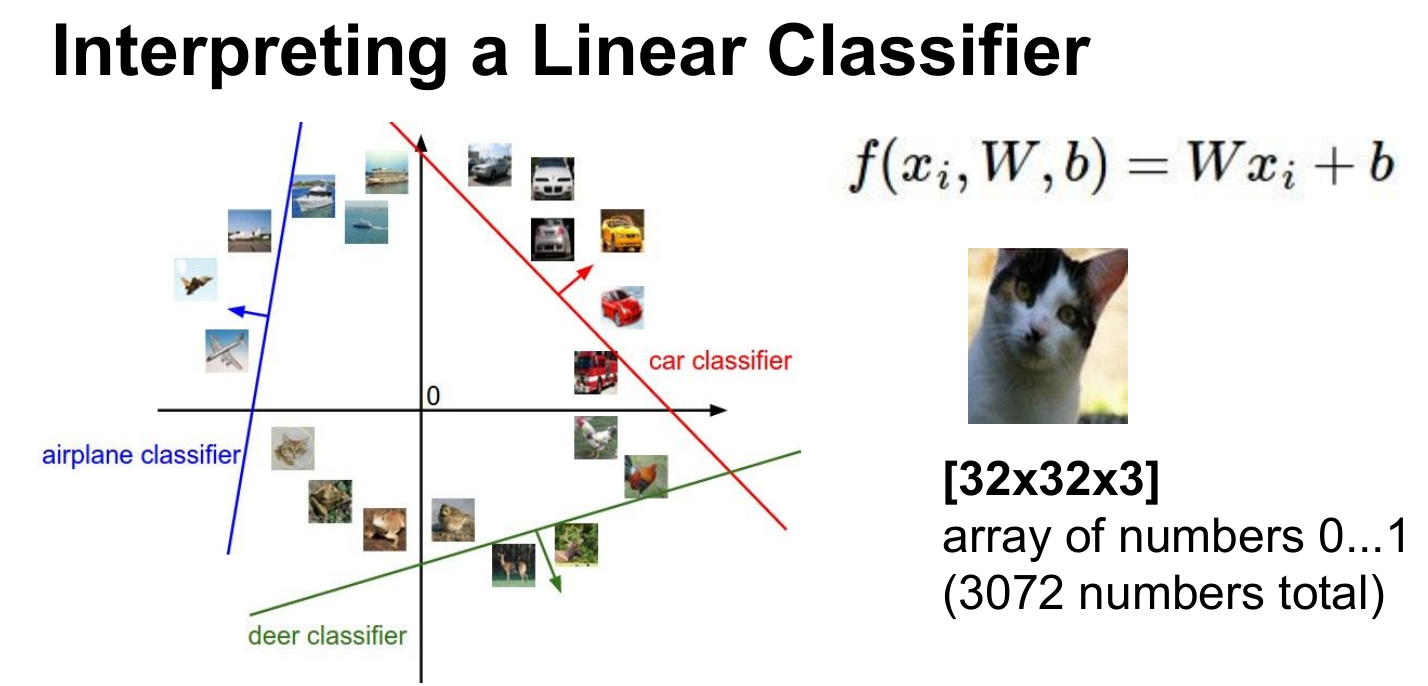 Interpreting a Linear Classifier
f(x_i, W, b) = Wx_i + b
car classifier
0
airplane classifier
deer classifier
[32x32x3]
array of numbers 0...1
(3072 numbers total)